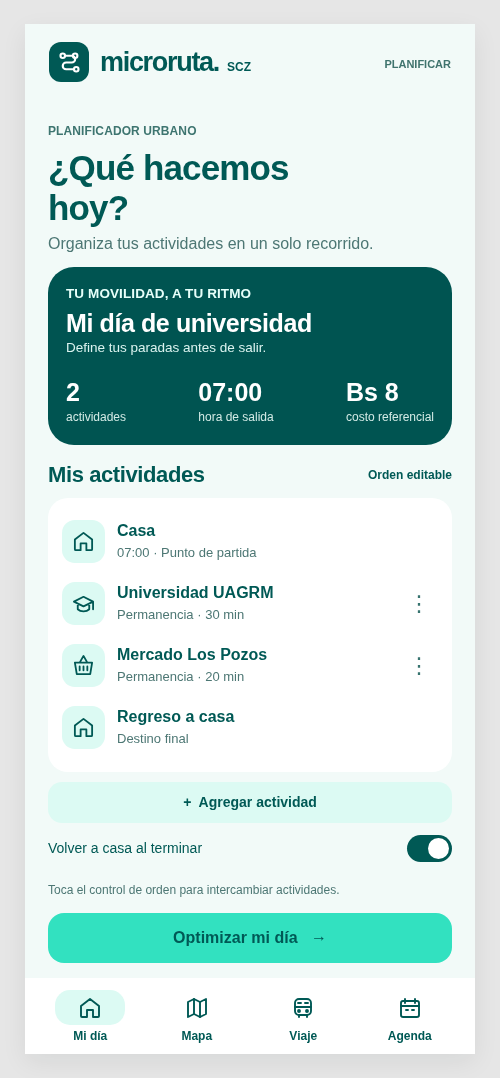 microruta. SCZ
PLANIFICAR
PLANIFICADOR URBANO
¿Qué hacemos
hoy?
Organiza tus actividades en un solo recorrido.
TU MOVILIDAD, A TU RITMO
Mi día de universidad
Define tus paradas antes de salir.
2 07:00 Bs 8
actividades hora de salida costo referencial
Mis actividades Orden editable
Casa
07:00 · Punto de partida
Universidad UAGRM
Permanencia · 30 min
Mercado Los Pozos
Permanencia · 20 min
Regreso a casa
Destino final
+ Agregar actividad
Volver a casa al terminar
Toca el control de orden para intercambiar actividades.
Optimizar mi día →
Mi día Mapa Viaje Agenda